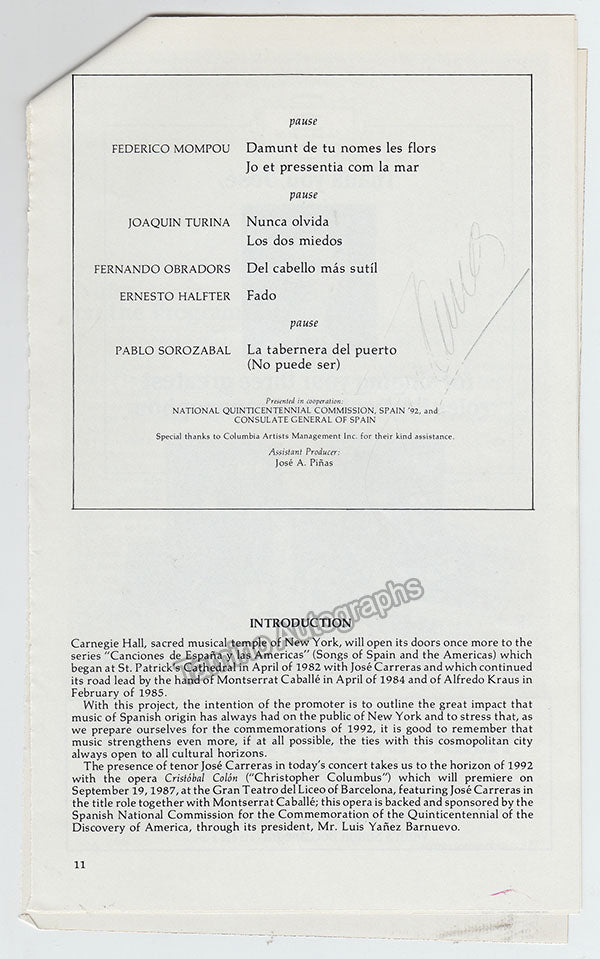 pause
FEDERICO MOMPOU Damunt de tu nomes les flors
Jo et pressentia com la mar
pause
JOAQUIN TURINA Nunca olvida
Los dos miedos
FERNANDO OBRADORS Del cabello más sutíl
ERNESTO HALFTER Fado
pause
PABLO SOROZABAL La tabernera del puerto
(No puede ser)
Presented in cooperation:
NATIONAL QUINTICENTENNIAL COMMISSION, SPAIN '92, and
CONSULATE GENERAL OF SPAIN
Special thanks to Columbia Artists Management Inc. for their kind assistance.
Assistant Producer:
José A. Piñas
Tamino Autographs
INTRODUCTION
Carnegie Hall, sacred musical temple of New York, will open its doors once more to the
series "Canciones de España y las Americas" (Songs of Spain and the Americas) which
began at St. Patrick's Cathedral in April of 1982 with José Carreras and which continued
its road lead by the hand of Montserrat Caballé in April of 1984 and of Alfredo Kraus in
February of 1985.
With this project, the intention of the promoter is to outline the great impact that
music of Spanish origin has always had on the public of New York and to stress that, as
we prepare ourselves for the commemorations of 1992, it is good to remember that
music strengthens even more, if at all possible, the ties with this cosmopolitan city
always open to all cultural horizons.
The presence of tenor José Carreras in today's concert takes us to the horizon of 1992
with the opera Cristóbal Colón ("Christopher Columbus") which will premiere on
September 19, 1987, at the Gran Teatro del Liceo of Barcelona, featuring José Carreras in
the title role together with Montserrat Caballé; this opera is backed and sponsored by the
Spanish National Commission for the Commemoration of the Quinticentennial of the
Discovery of America, through its president, Mr. Luis Yañez Barnuevo.
11